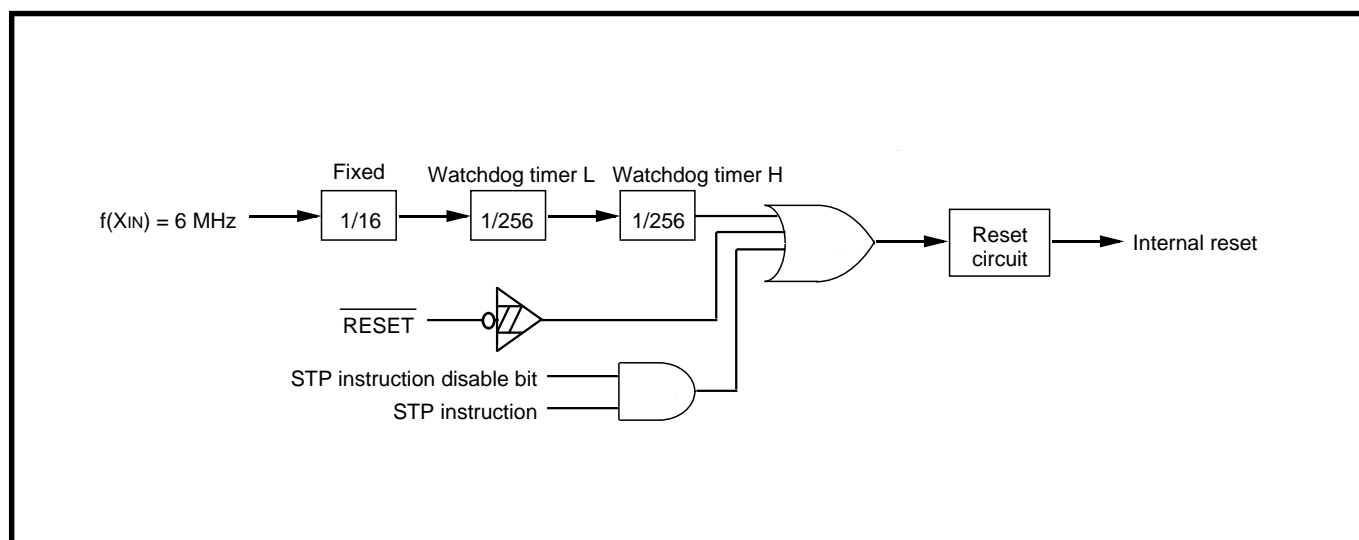 Fixed
Watchdog timer L
Watchdog timer H
f(XIN) = 6 MHz
1/16
1/256
1/256
Reset
circuit
Internal reset
RESET
STP instruction disable bit
STP instruction